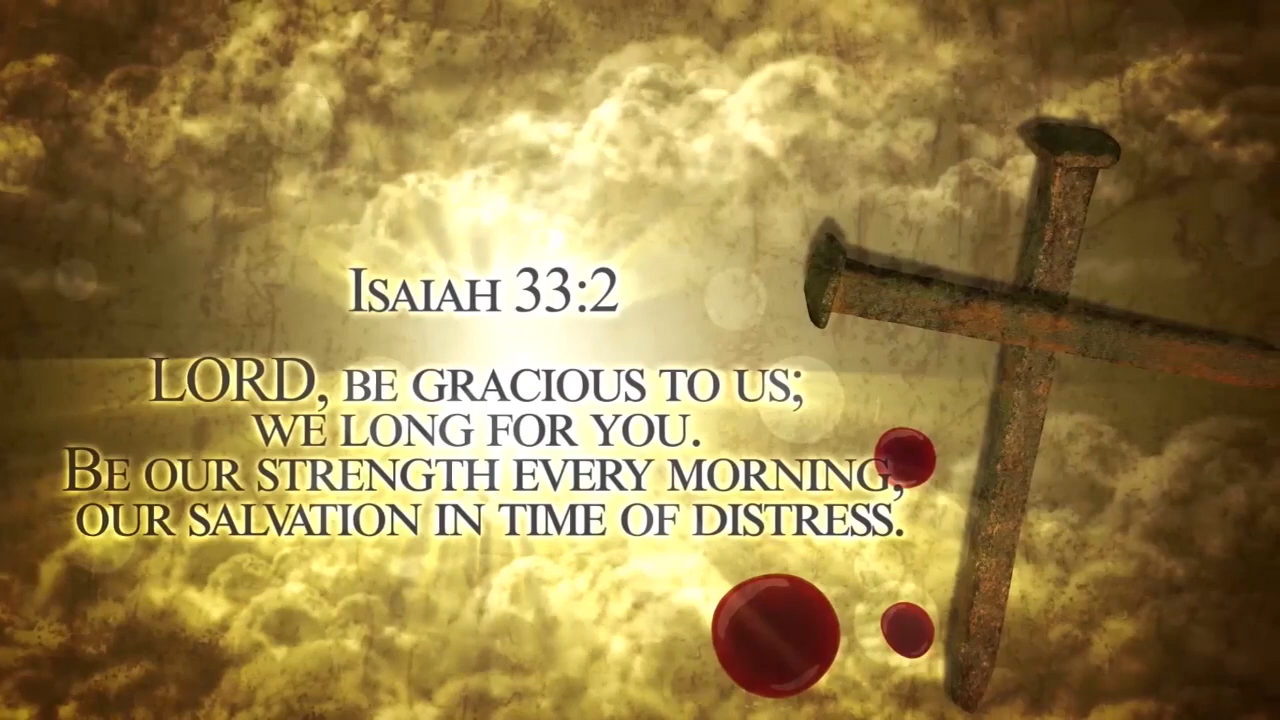 Isaiah 33:2
LORD, be gracious to us;
we long for you.
Be our strength every morning,
our salvation in time of distress.